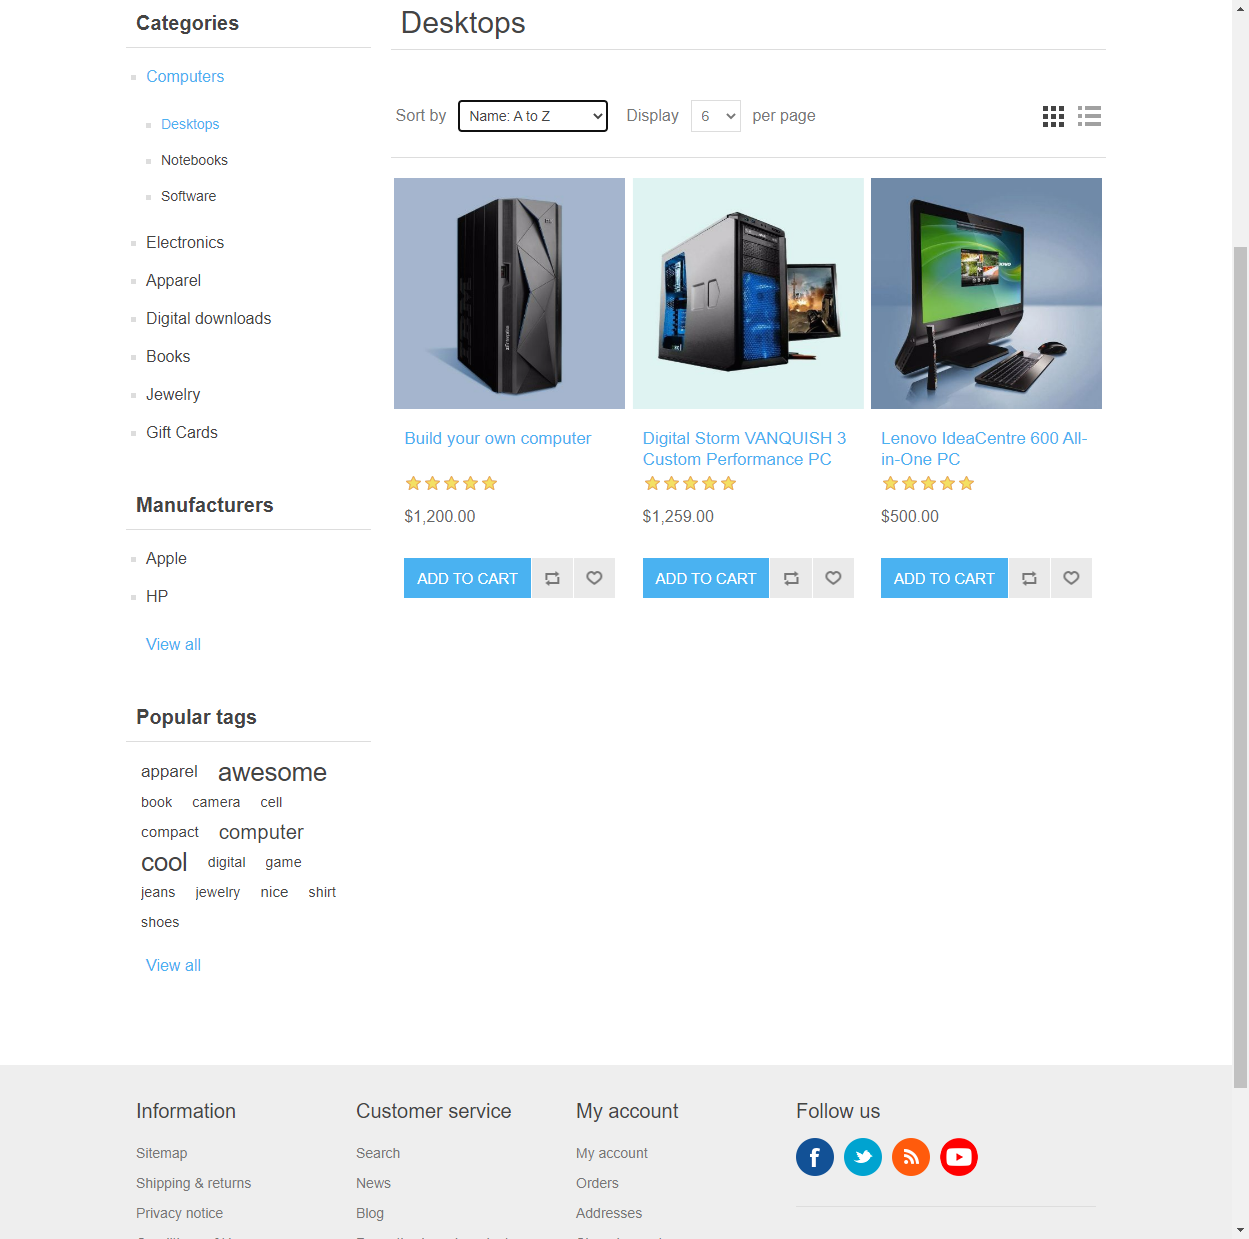 Categories
Computers
Desktops
Notebooks
Software
Electronics
Apparel
Digital downloads
Books
Jewelry
Gift Cards
Manufacturers
Apple
HP
View all
Popular tags
apparel awesome
book camera cell
compact computer
cool digital game
jeans jewelry nice shirt
shoes
View all
Desktops
Sort by Name: A to Z Display 6 per page
Build your own computer
$1,200.00
ADD TO CART
Digital Storm VANQUISH 3
Custom Performance PC
$1,259.00
ADD TO CART
Lenovo IdeaCentre 600 All-
in-One PC
$500.00
ADD TO CART
Information
Sitemap
Shipping & returns
Privacy notice
Customer service
Search
News
Blog
My account
My account
Orders
Addresses
Follow us